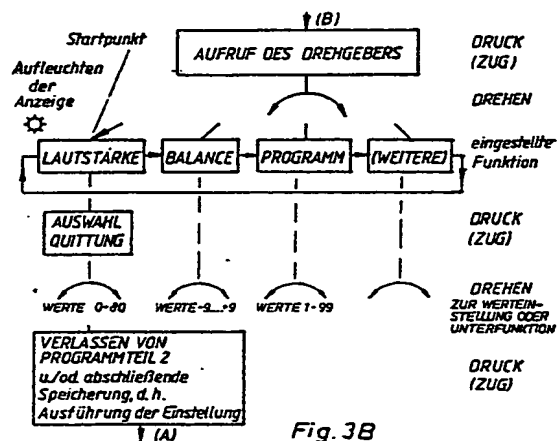 (B)
Startpunkt
AUFRUF DES DREHGEBERS
DRUCK
(ZUG)
Aufleuchten
der
Anzeige
DREHEN
LAUTSTÄRKE
BALANCE
PROGRAMM
(WEITERE)
eingestellte
Funktion
AUSWAHL
QUITTUNG
DRUCK
(ZUG)
WERTE 0-80
WERTE-9....+9
WERTE 1-99
DREHEN
ZUR WERTEIN-
STELLUNG ODER
UNTERFUNKTION
VERLASSEN VON
PROGRAMMTEIL 2
u./od. abschließende
Speicherung, d.h.
Ausführung der Einstellung
DRUCK
(ZUG)
(A)
Fig. 3B